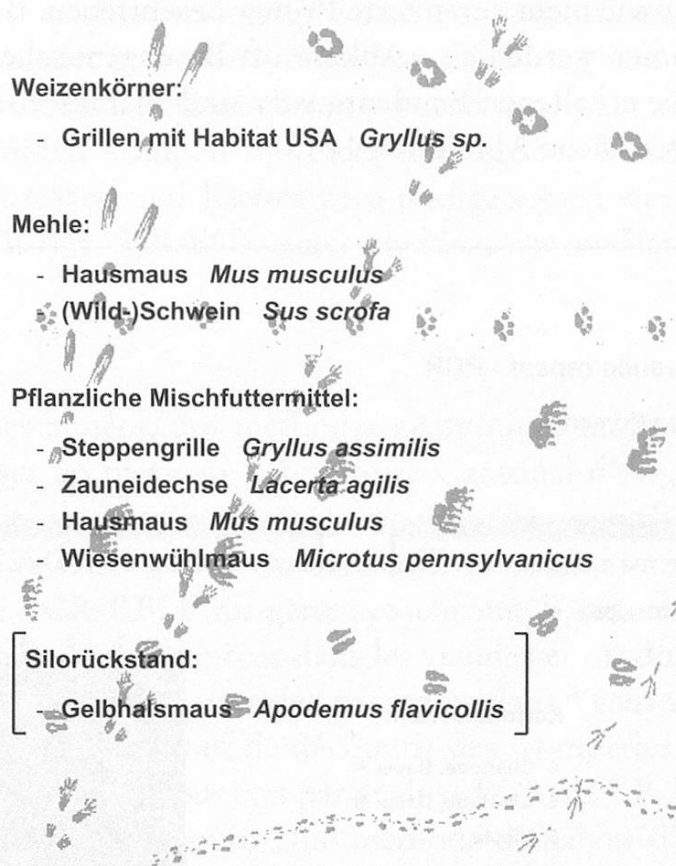 Weizenkörner:
- Grillen mit Habitat USA Gryllus sp.
Mehle:
- Hausmaus Mus musculus
- (Wild-)Schwein Sus scrofa
Pflanzliche Mischfuttermittel:
- Steppengrille Gryllus assimilis
- Zauneidechse Lacerta agilis
- Hausmaus Mus musculus
- Wiesenwühlmaus Microtus pennsylvanicus
Silorückstand:
- Gelbhalsmaus Apodemus flavicollis